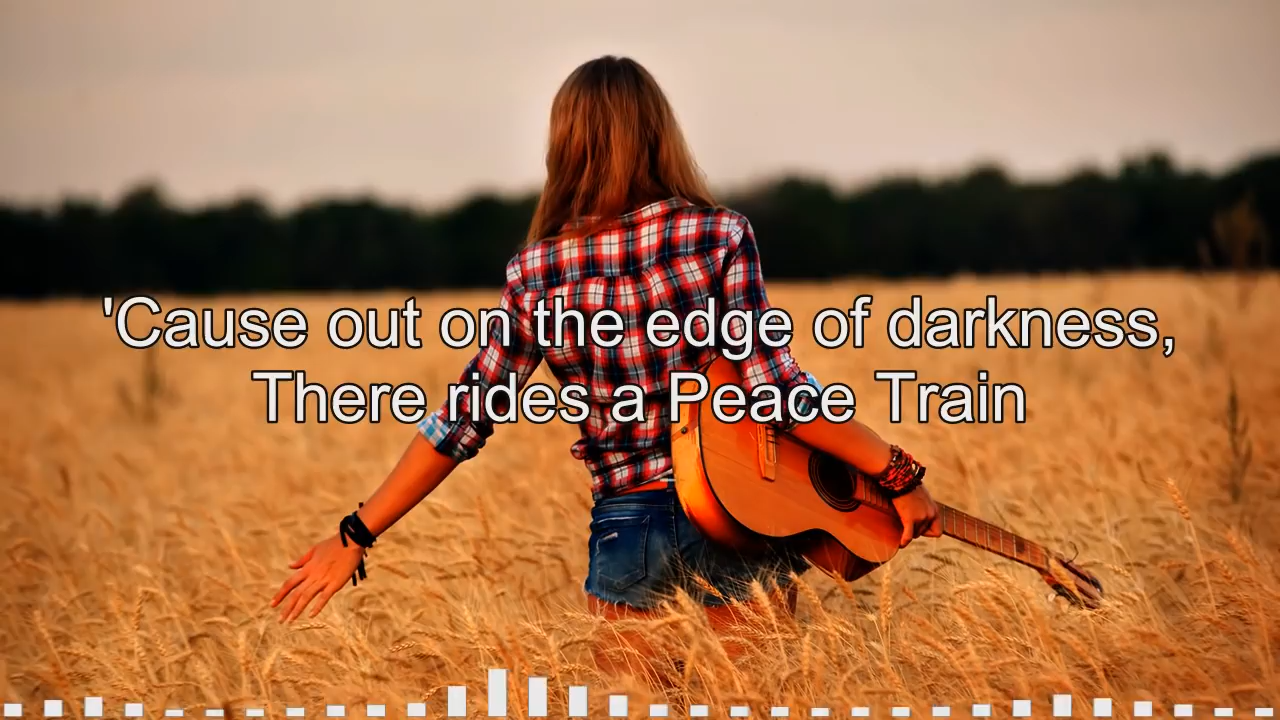 'Cause out on the edge of darkness,
There rides a Peace Train